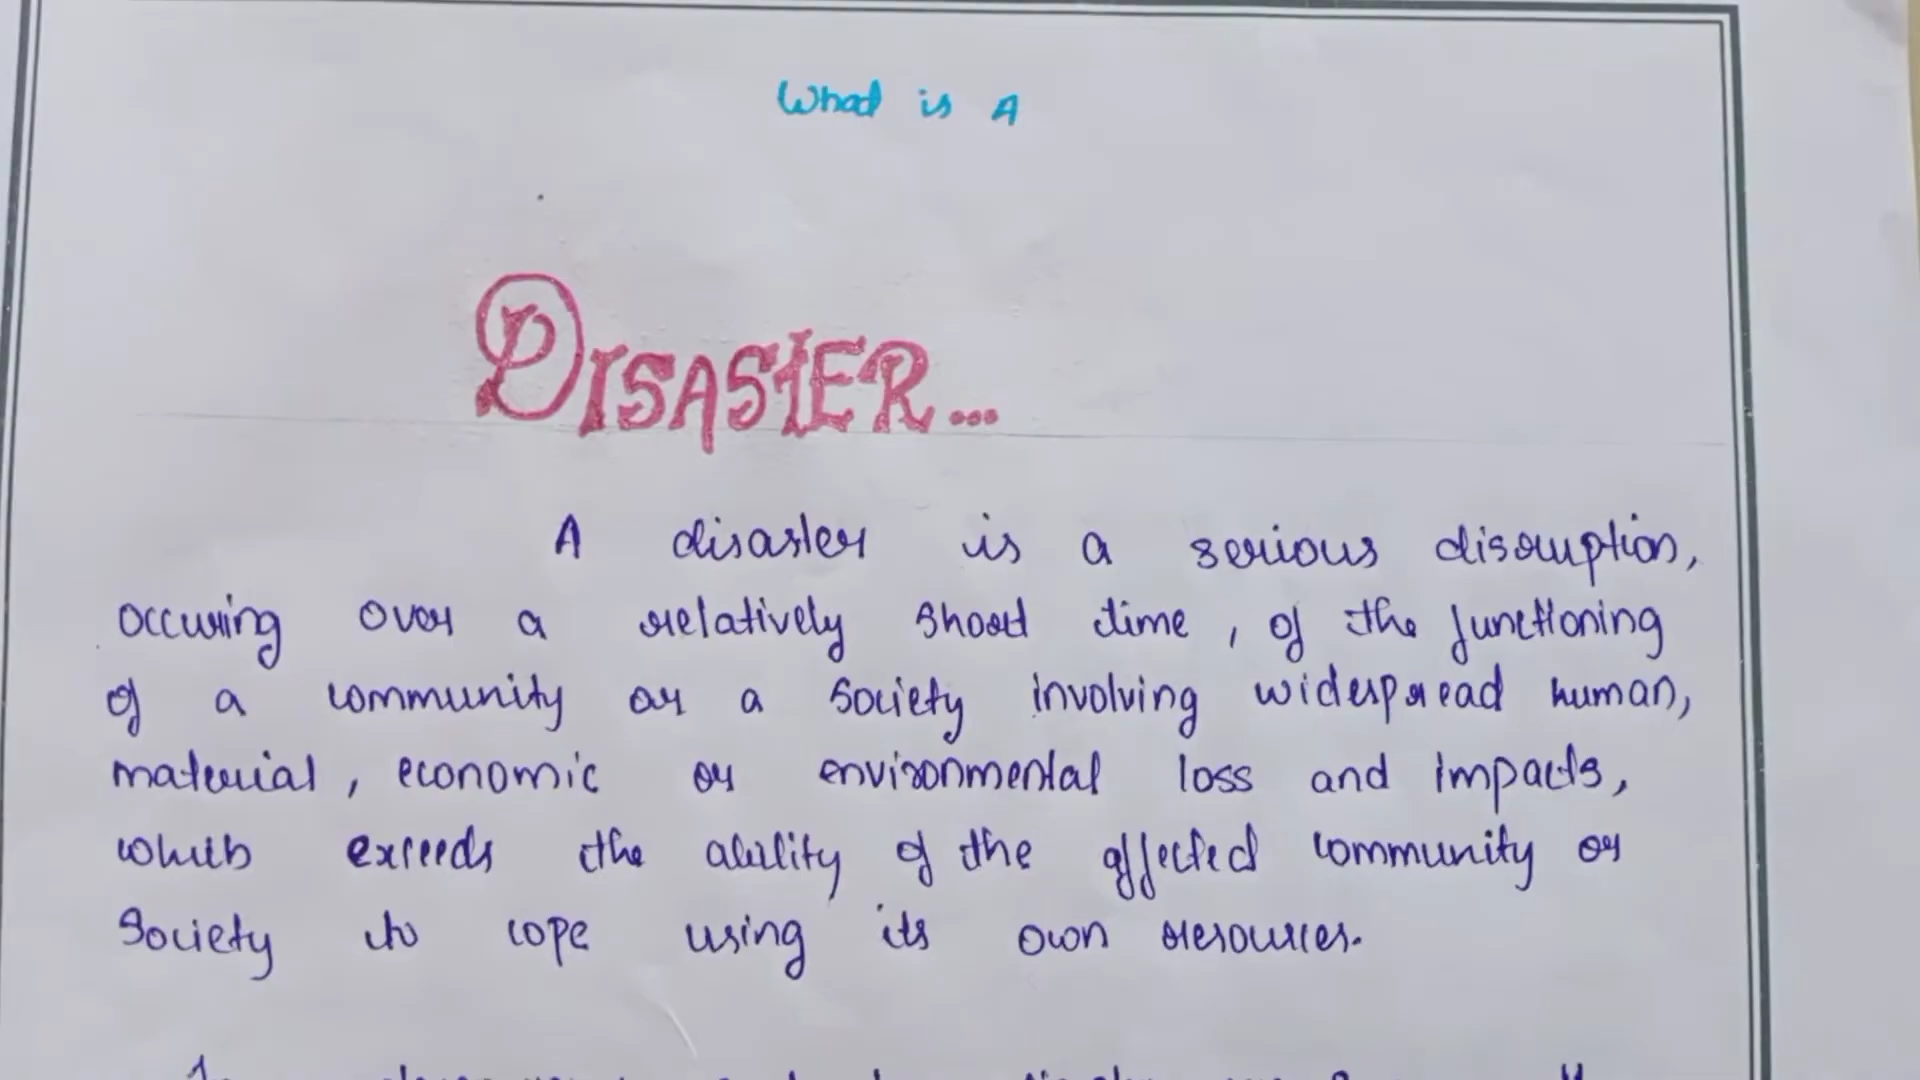 What is A
DISASTER...
A disaster is a serious disruption,
occuring over a relatively short time, of the functioning
of a community or a society involving widespread human,
material, economic or environmental loss and impacts,
which exceeds the ability of the affected community or
society to cope using its own resources.